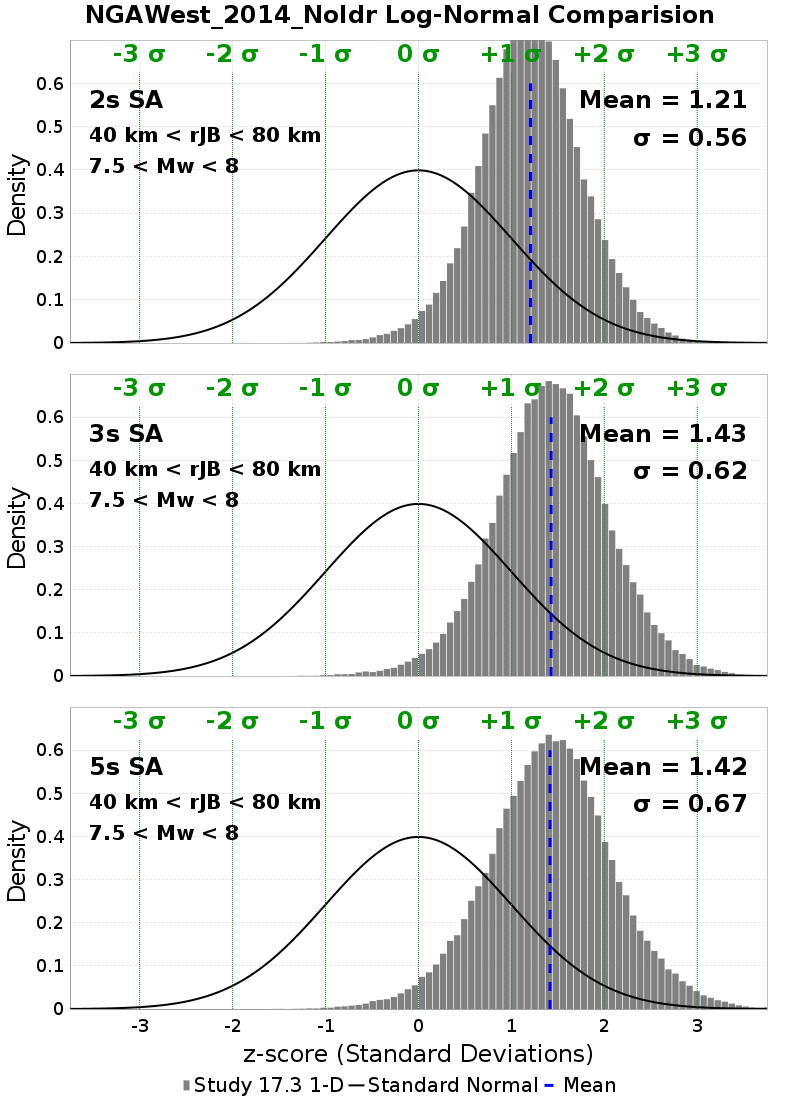 NGAWest_2014_NoIdr Log-Normal Comparision
-3 σ -2 σ -1 σ 0 σ +1 σ +2 σ +3 σ
2s SA
Mean = 1.21
40 km < rJB < 80 km
σ = 0.56
7.5 < Mw < 8
Density
0.6
0.5
0.4
0.3
0.2
0.1
0
-3 σ -2 σ -1 σ 0 σ +1 σ +2 σ +3 σ
3s SA
Mean = 1.43
40 km < rJB < 80 km
σ = 0.62
7.5 < Mw < 8
Density
0.6
0.5
0.4
0.3
0.2
0.1
0
-3 σ -2 σ -1 σ 0 σ +1 σ +2 σ +3 σ
5s SA
Mean = 1.42
40 km < rJB < 80 km
σ = 0.67
7.5 < Mw < 8
Density
0.6
0.5
0.4
0.3
0.2
0.1
0
-3 -2 -1 0 1 2 3
z-score (Standard Deviations)
Study 17.3 1-D Standard Normal Mean